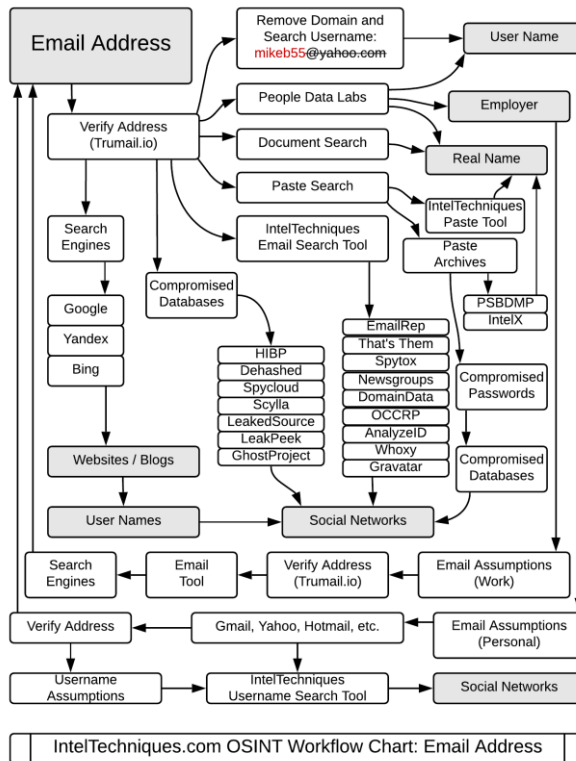 Email Address
Remove Domain and
Search Username:
mikeb55@yahoo.com
User Name
People Data Labs
Employer
Verify Address
(Trumail.io)
Document Search
Real Name
Paste Search
IntelTechniques
Paste Tool
Search
Engines
IntelTechniques
Email Search Tool
Paste
Archives
Compromised
Databases
PSBDMP
IntelX
Google
Yandex
Bing
EmailRep
That's Them
Spytox
Newsgroups
DomainData
OCCRP
AnalyzeID
Whoxy
Gravatar
HIBP
Dehashed
Spycloud
Scylla
LeakedSource
LeakPeek
GhostProject
Compromised
Passwords
Websites / Blogs
Compromised
Databases
User Names
Social Networks
Search
Engines
Email
Tool
Verify Address
(Trumail.io)
Email Assumptions
(Work)
Verify Address
Gmail, Yahoo, Hotmail, etc.
Email Assumptions
(Personal)
Username
Assumptions
IntelTechniques
Username Search Tool
Social Networks
IntelTechniques.com OSINT Workflow Chart: Email Address